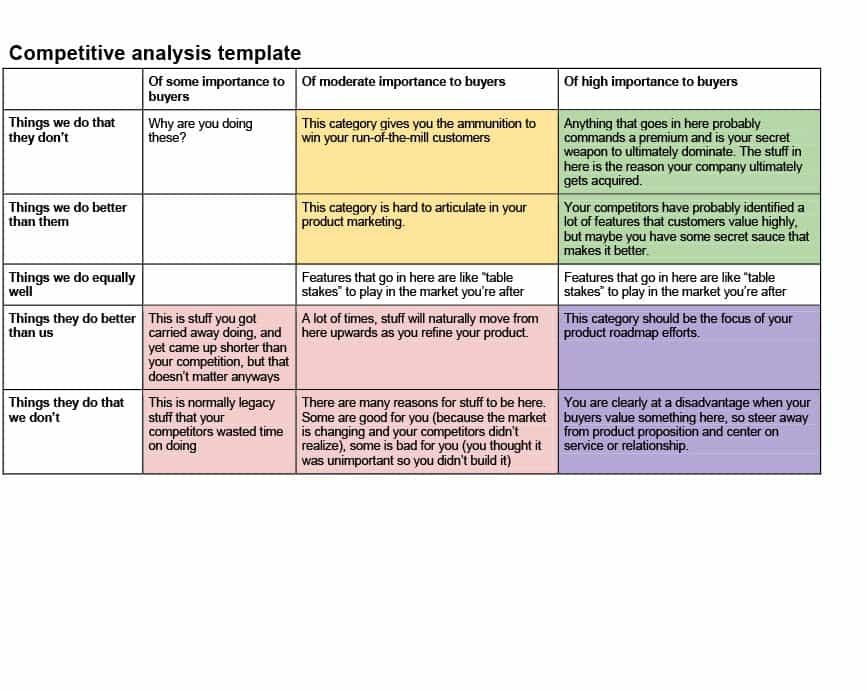 Competitive analysis template
Of some importance to
buyers
Of moderate importance to buyers
Of high importance to buyers
Things we do that
they don't
Why are you doing
these?
This category gives you the ammunition to
win your run-of-the-mill customers
Anything that goes in here probably
commands a premium and is your secret
weapon to ultimately dominate. The stuff in
here is the reason your company ultimately
gets acquired.
Things we do better
than them
This category is hard to articulate in your
product marketing.
Your competitors have probably identified a
lot of features that customers value highly,
but maybe you have some secret sauce that
makes it better.
Things we do equally
well
Features that go in here are like "table
stakes" to play in the market you're after
Features that go in here are like "table
stakes" to play in the market you're after
Things they do better
than us
This is stuff you got
carried away doing, and
yet came up shorter than
your competition, but that
doesn't matter anyways
A lot of times, stuff will naturally move from
here upwards as you refine your product.
This category should be the focus of your
product roadmap efforts.
Things they do that
we don't
This is normally legacy
stuff that your
competitors wasted time
on doing
There are many reasons for stuff to be here.
Some are good for you (because the market
is changing and your competitors didn't
realize), some is bad for you (you thought it
was unimportant so you didn't build it)
You are clearly at a disadvantage when your
buyers value something here, so steer away
from product proposition and center on
service or relationship.